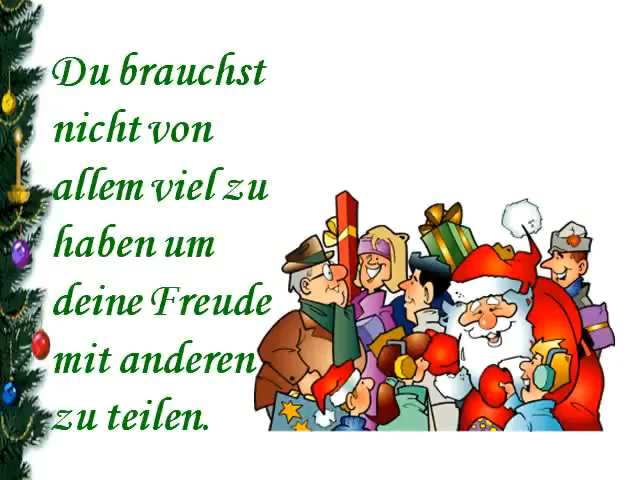 Du brauchst
nicht von
allem viel zu
haben um
deine Freude
mit anderen
zu teilen.